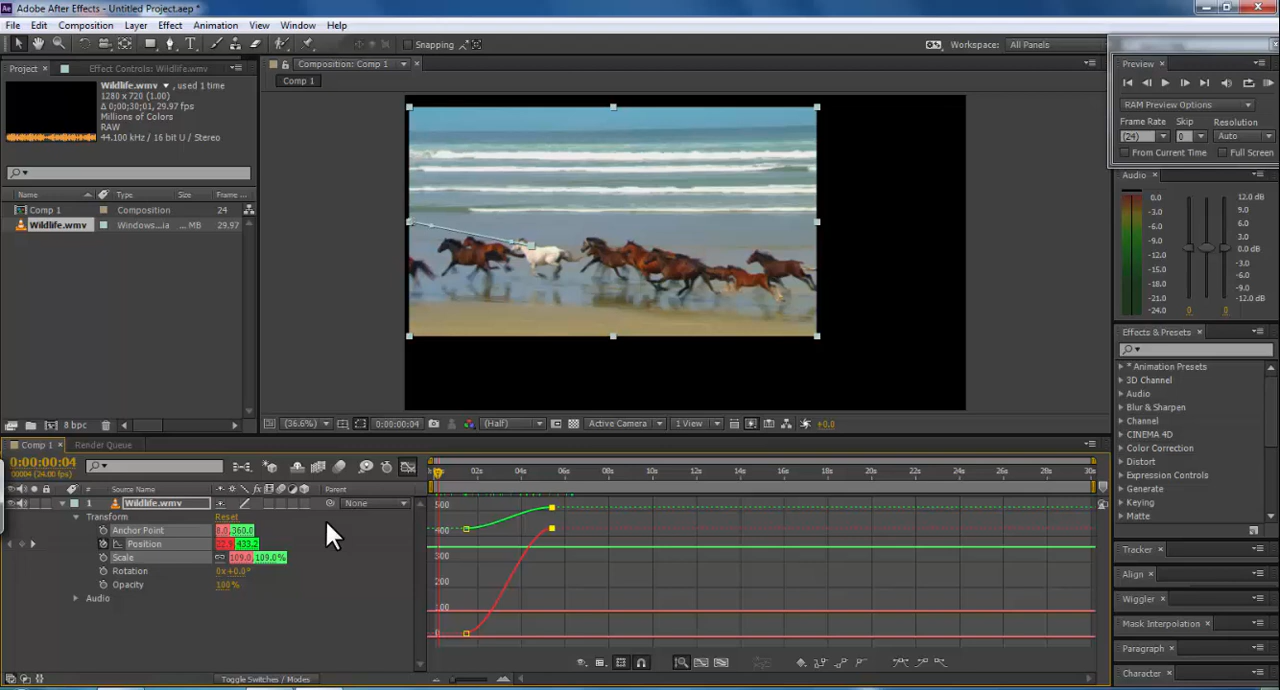 Adobe After Effects - Untitled Project.aep *
File Edit Composition Layer Effect Animation View Window Help
Snapping
Workspace: All Panels
Project
Effect Controls: Wildlife.wmv
Composition: Comp 1
Preview
Wildlife.wmv ▼, used 1 time
1280 x 720 (1.00)
Δ 0;00;30;01, 29.97 fps
Millions of Colors
RAW
44.100 kHz / 16 bit U / Stereo
Comp 1
RAM Preview Options
Frame Rate Skip Resolution
(24) 0 Auto
From Current Time Full Screen
Audio
Name Type Size Frame ...
Comp 1 Composition 24
Wildlife.wmv Windows...ia ... MB 29.97
0.0 12.0 dB
-3.0 9.0
-6.0 6.0
-9.0 3.0
-12.0 0.0 dB
-15.0 -3.0
-18.0 -6.0
-21.0 -9.0
-24.0 -12.0 dB
0 0
Effects & Presets
* Animation Presets
3D Channel
Audio
Blur & Sharpen
Channel
CINEMA 4D
Color Correction
Distort
Expression Controls
Generate
Keying
Matte
Tracker
Align
Wiggler
Mask Interpolation
Paragraph
Character
8 bpc
(36.6%) 0:00:00:04 (Half) Active Camera 1 View +0.0
Comp 1 Render Queue
0:00:00:04
00004 (24.00 fps)
# Source Name fx Parent
02s 04s 06s 08s 10s 12s 14s 16s 18s 20s 22s 24s 26s 28s 30s
1 Wildlife.wmv None
Transform Reset
Anchor Point 0.0,360.0
Position 433.2
Scale 109.0,109.0%
Rotation 0x+0.0°
Opacity 100%
Audio
500
400
300
200
100
0
Toggle Switches / Modes